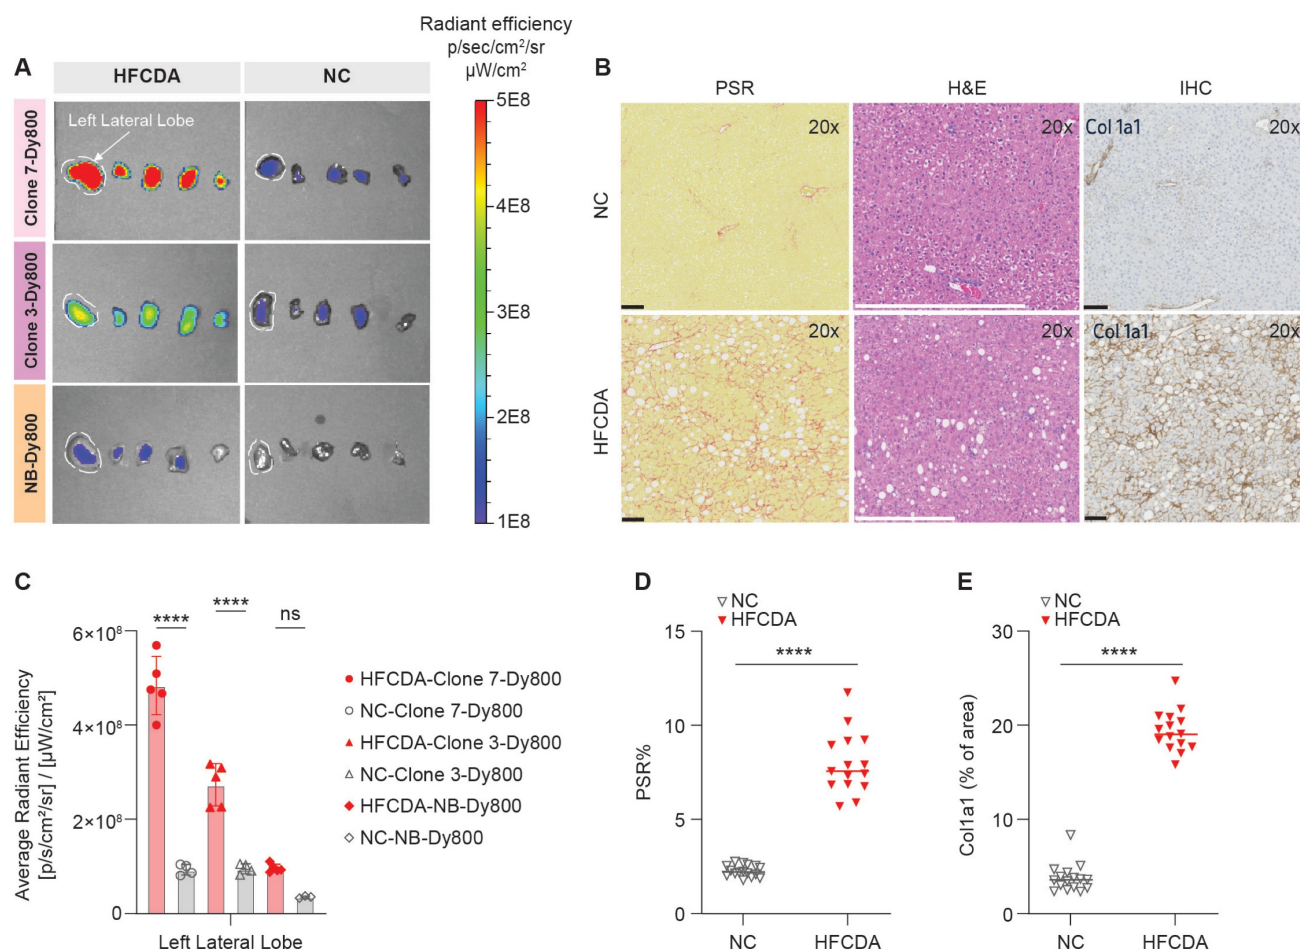 Radiant efficiency
p/sec/cm²/sr
µW/cm²
A
HFCDA
NC
Clone 7-Dy800
Left Lateral Lobe
Clone 3-Dy800
NB-Dy800
5E8
4E8
3E8
2E8
1E8
B
PSR
H&E
IHC
NC
20x
20x
Col 1a1
20x
HFCDA
20x
20x
Col 1a1
20x
C
Average Radiant Efficiency
[p/s/cm²/sr] / [µW/cm²]
6×10⁸
4×10⁸
2×10⁸
0
****
****
ns
Left Lateral Lobe
HFCDA-Clone 7-Dy800
NC-Clone 7-Dy800
HFCDA-Clone 3-Dy800
NC-Clone 3-Dy800
HFCDA-NB-Dy800
NC-NB-Dy800
D
NC
HFCDA
PSR%
15
10
5
0
****
NC
HFCDA
E
NC
HFCDA
Col1a1 (% of area)
30
20
10
0
****
NC
HFCDA